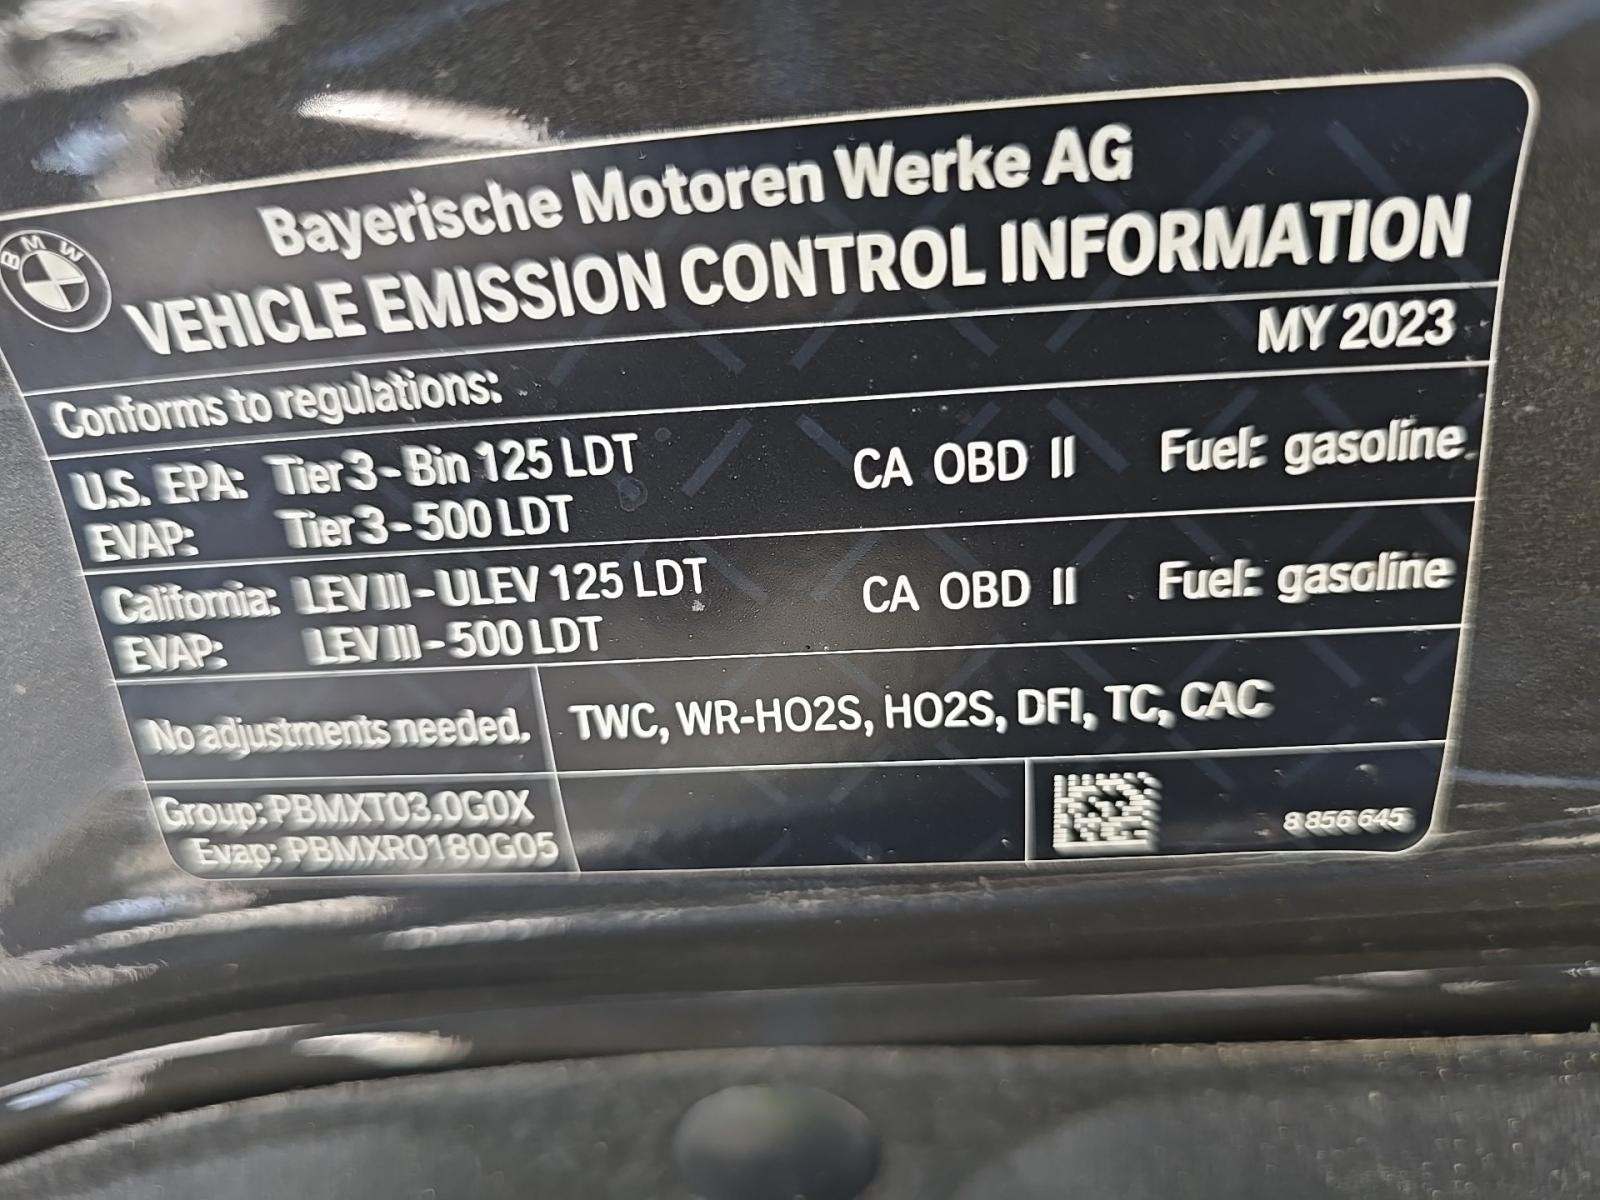 BMW
Bayerische Motoren Werke AG
VEHICLE EMISSION CONTROL INFORMATION
MY 2023
Conforms to regulations:
U.S. EPA: Tier 3 - Bin 125 LDT CA OBD II Fuel: gasoline
EVAP: Tier 3 - 500 LDT
California: LEV III - ULEV 125 LDT CA OBD II Fuel: gasoline
EVAP: LEV III - 500 LDT
No adjustments needed. TWC, WR-HO2S, HO2S, DFI, TC, CAC
Group: PBMXT03.0G0X
Evap: PBMXR0180G05
8 856 645